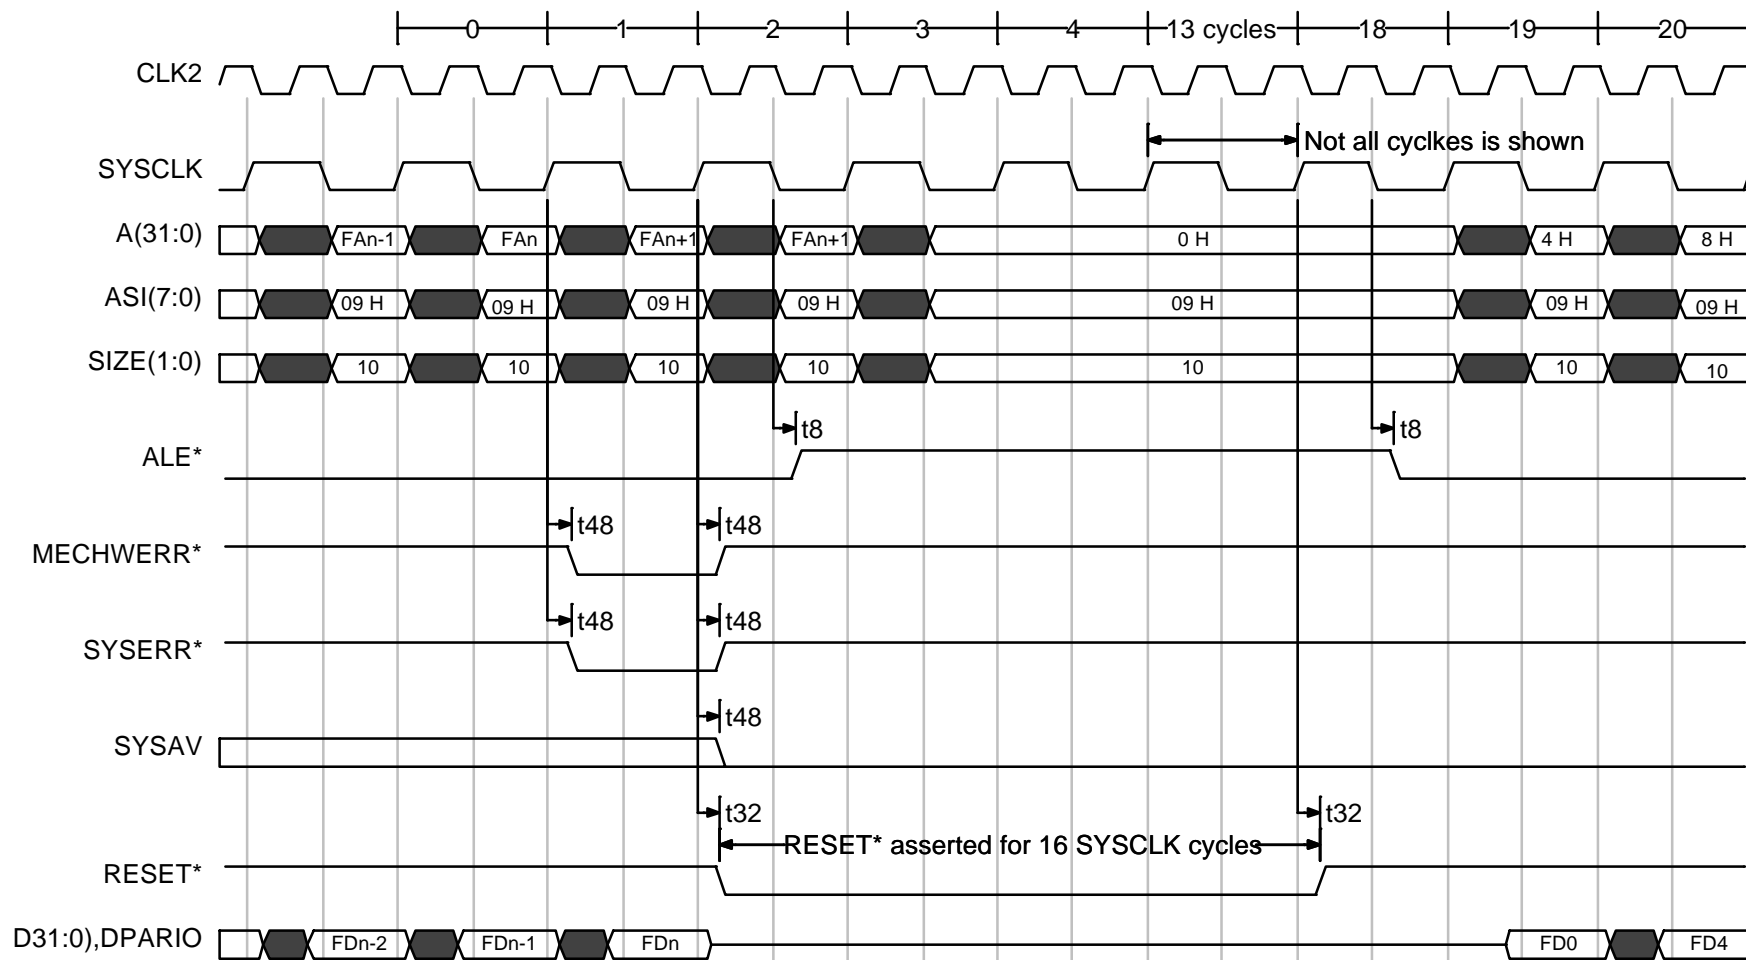 0 1 2 3 4 13 cycles 18 19 20
CLK2
Not all cyclkes is shown
SYSCLK
A(31:0) FAn-1 FAn FAn+1 FAn+1 0 H 4 H 8 H
ASI(7:0) 09 H 09 H 09 H 09 H 09 H 09 H 09 H
SIZE(1:0) 10 10 10 10 10 10 10
t8 t8
ALE*
t48 t48
MECHWERR*
t48 t48
SYSERR*
t48
SYSAV
t32 t32
RESET* asserted for 16 SYSCLK cycles
RESET*
D31:0),DPARIO FDn-2 FDn-1 FDn FD0 FD4